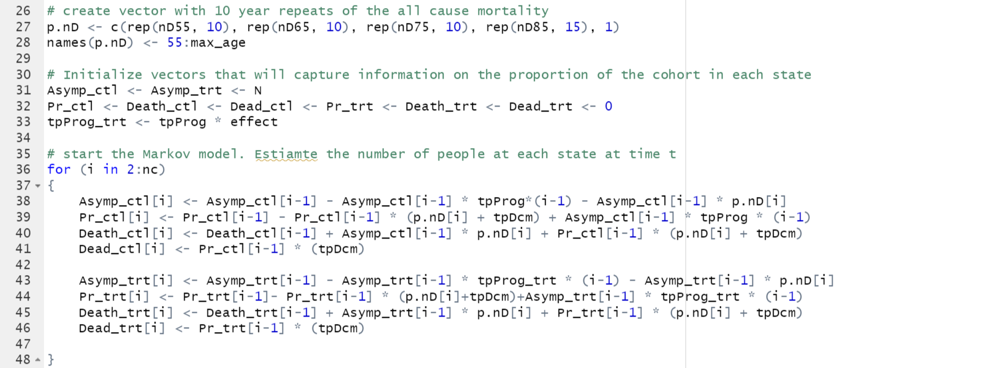 26 # create vector with 10 year repeats of the all cause mortality
27 p.nD <- c(rep(nD55, 10), rep(nD65, 10), rep(nD75, 10), rep(nD85, 15), 1)
28 names(p.nD) <- 55:max_age
29
30 # Initialize vectors that will capture information on the proportion of the cohort in each state
31 Asymp_ctl <- Asymp_trt <- N
32 Pr_ctl <- Death_ctl <- Dead_ctl <- Pr_trt <- Death_trt <- Dead_trt <- 0
33 tpProg_trt <- tpProg * effect
34
35 # start the Markov model. Estiamte the number of people at each state at time t
36 for (i in 2:nc)
37 {
38     Asymp_ctl[i] <- Asymp_ctl[i-1] - Asymp_ctl[i-1] * tpProg*(i-1) - Asymp_ctl[i-1] * p.nD[i]
39     Pr_ctl[i] <- Pr_ctl[i-1] - Pr_ctl[i-1] * (p.nD[i] + tpDcm) + Asymp_ctl[i-1] * tpProg * (i-1)
40     Death_ctl[i] <- Death_ctl[i-1] + Asymp_ctl[i-1] * p.nD[i] + Pr_ctl[i-1] * (p.nD[i] + tpDcm)
41     Dead_ctl[i] <- Pr_ctl[i-1] * (tpDcm)
42
43     Asymp_trt[i] <- Asymp_trt[i-1] - Asymp_trt[i-1] * tpProg_trt * (i-1) - Asymp_trt[i-1] * p.nD[i]
44     Pr_trt[i] <- Pr_trt[i-1]- Pr_trt[i-1] * (p.nD[i]+tpDcm)+Asymp_trt[i-1] * tpProg_trt * (i-1)
45     Death_trt[i] <- Death_trt[i-1] + Asymp_trt[i-1] * p.nD[i] + Pr_trt[i-1] * (p.nD[i] + tpDcm)
46     Dead_trt[i] <- Pr_trt[i-1] * (tpDcm)
47
48 }